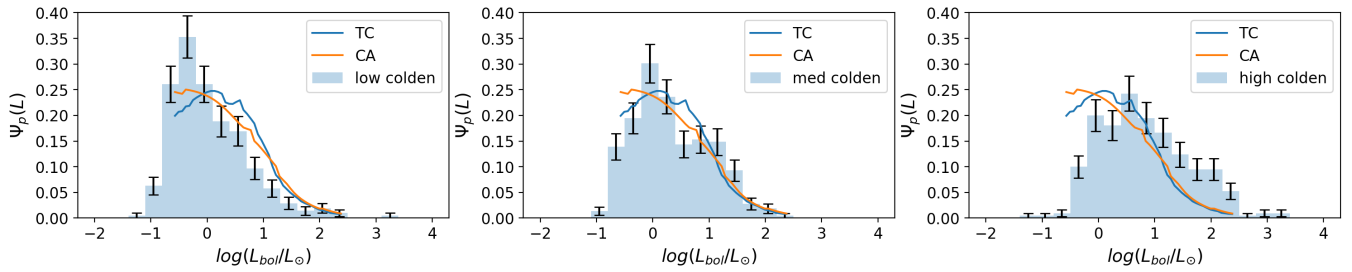 0.40
0.35
0.30
0.25
0.20
0.15
0.10
0.05
0.00
Ψp(L)
TC
CA
low colden
−2 −1 0 1 2 3 4
log(Lbol/L⊙)
0.40
0.35
0.30
0.25
0.20
0.15
0.10
0.05
0.00
Ψp(L)
TC
CA
med colden
−2 −1 0 1 2 3 4
log(Lbol/L⊙)
0.40
0.35
0.30
0.25
0.20
0.15
0.10
0.05
0.00
Ψp(L)
TC
CA
high colden
−2 −1 0 1 2 3 4
log(Lbol/L⊙)